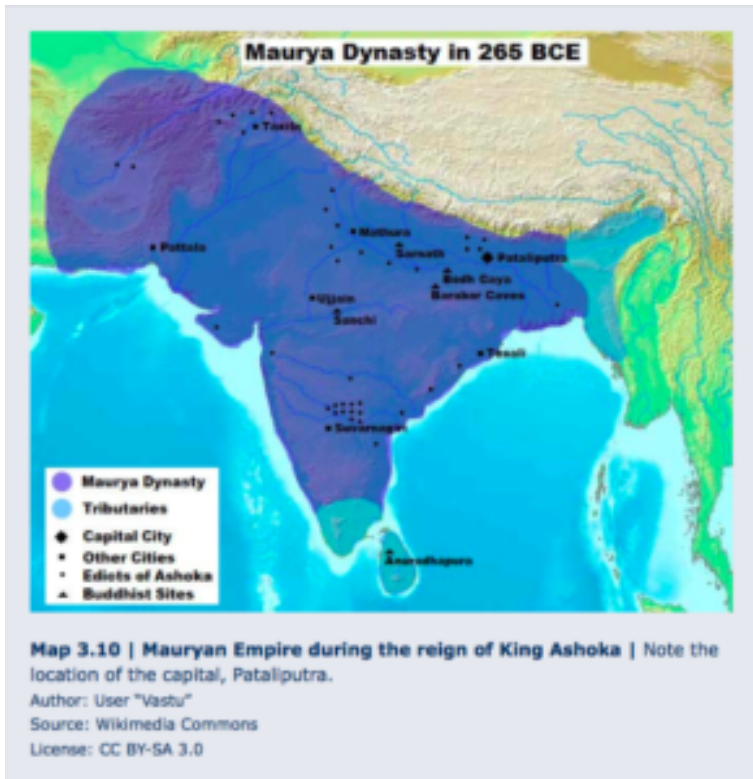 Maurya Dynasty in 265 BCE
Taxila
Mathura
Pattala
Sarnath
Pataliputra
Bodh Gaya
Barabar Caves
Ujjain
Sanchi
Tosali
Suvarnagiri
Maurya Dynasty
Tributaries
Capital City
Other Cities
Edicts of Ashoka
Buddhist Sites
Anuradhapura
Map 3.10 | Mauryan Empire during the reign of King Ashoka | Note the
location of the capital, Pataliputra.
Author: User “Vastu”
Source: Wikimedia Commons
License: CC BY-SA 3.0